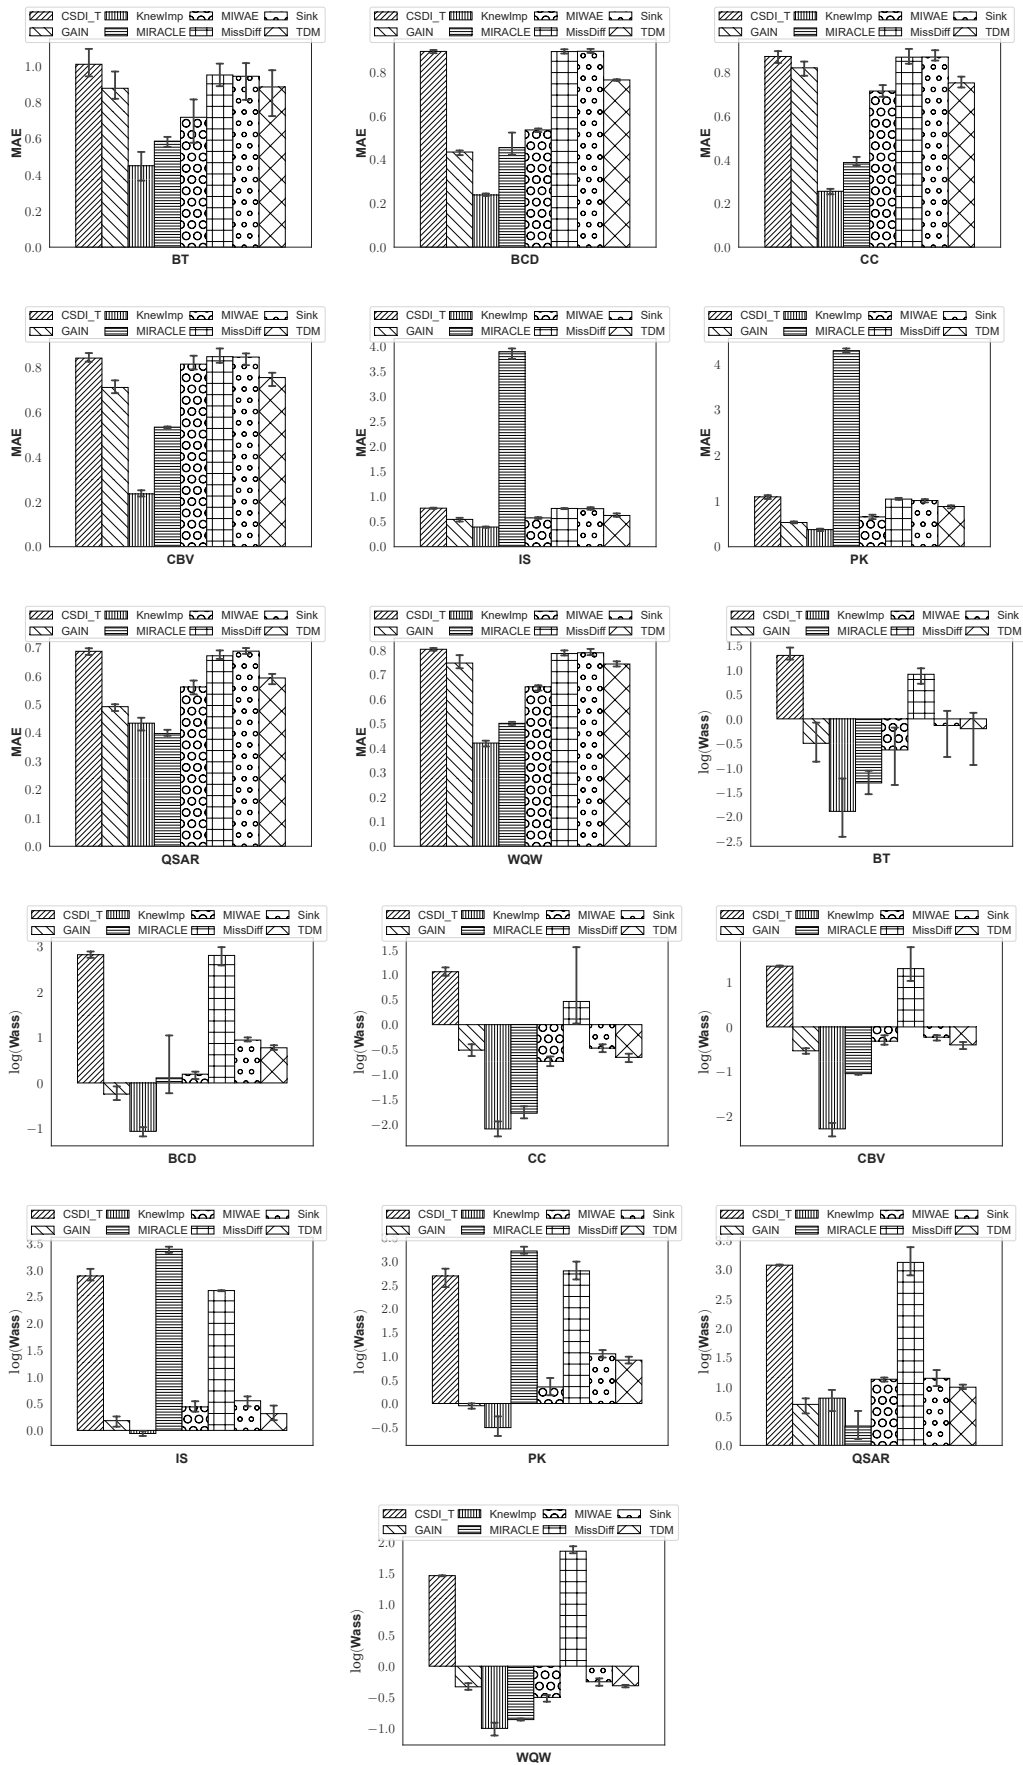 CSDI_T KnewImp MIWAE Sink
GAIN MIRACLE MissDiff TDM
1.0
0.8
0.6
0.4
0.2
0.0
MAE
BT
CSDI_T KnewImp MIWAE Sink
GAIN MIRACLE MissDiff TDM
0.8
0.6
0.4
0.2
0.0
MAE
BCD
CSDI_T KnewImp MIWAE Sink
GAIN MIRACLE MissDiff TDM
0.8
0.6
0.4
0.2
0.0
MAE
CC
CSDI_T KnewImp MIWAE Sink
GAIN MIRACLE MissDiff TDM
0.8
0.6
0.4
0.2
0.0
MAE
CBV
CSDI_T KnewImp MIWAE Sink
GAIN MIRACLE MissDiff TDM
4.0
3.5
3.0
2.5
2.0
1.5
1.0
0.5
0.0
MAE
IS
CSDI_T KnewImp MIWAE Sink
GAIN MIRACLE MissDiff TDM
4
3
2
1
0
MAE
PK
CSDI_T KnewImp MIWAE Sink
GAIN MIRACLE MissDiff TDM
0.7
0.6
0.5
0.4
0.3
0.2
0.1
0.0
MAE
QSAR
CSDI_T KnewImp MIWAE Sink
GAIN MIRACLE MissDiff TDM
0.8
0.7
0.6
0.5
0.4
0.3
0.2
0.1
0.0
MAE
WQW
CSDI_T KnewImp MIWAE Sink
GAIN MIRACLE MissDiff TDM
1.5
1.0
0.5
0.0
−0.5
−1.0
−1.5
−2.0
−2.5
log(Wass)
BT
CSDI_T KnewImp MIWAE Sink
GAIN MIRACLE MissDiff TDM
3
2
1
0
−1
log(Wass)
BCD
CSDI_T KnewImp MIWAE Sink
GAIN MIRACLE MissDiff TDM
1.5
1.0
0.5
0.0
−0.5
−1.0
−1.5
−2.0
log(Wass)
CC
CSDI_T KnewImp MIWAE Sink
GAIN MIRACLE MissDiff TDM
1
0
−1
−2
log(Wass)
CBV
CSDI_T KnewImp MIWAE Sink
GAIN MIRACLE MissDiff TDM
3.5
3.0
2.5
2.0
1.5
1.0
0.5
0.0
log(Wass)
IS
CSDI_T KnewImp MIWAE Sink
GAIN MIRACLE MissDiff TDM
3.0
2.5
2.0
1.5
1.0
0.5
0.0
−0.5
log(Wass)
PK
CSDI_T KnewImp MIWAE Sink
GAIN MIRACLE MissDiff TDM
3.5
3.0
2.5
2.0
1.5
1.0
0.5
0.0
log(Wass)
QSAR
CSDI_T KnewImp MIWAE Sink
GAIN MIRACLE MissDiff TDM
2.0
1.5
1.0
0.5
0.0
−0.5
−1.0
log(Wass)
WQW